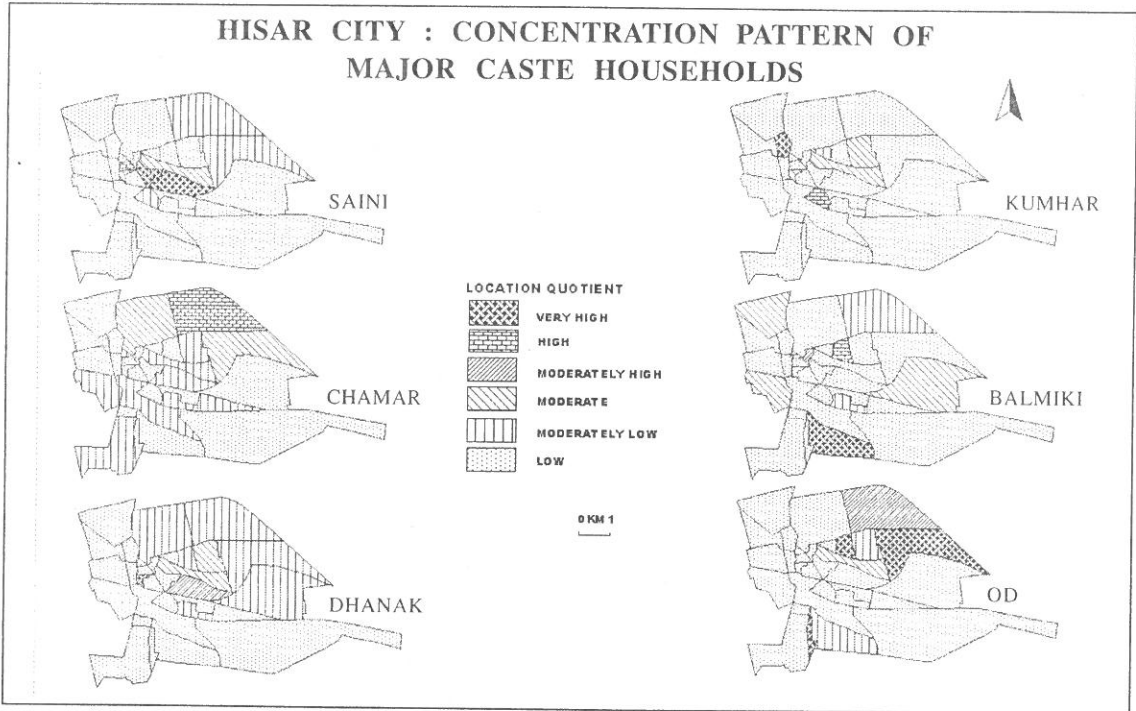 HISAR CITY : CONCENTRATION PATTERN OF
MAJOR CASTE HOUSEHOLDS
SAINI
KUMHAR
LOCATION QUOTIENT
VERY HIGH
HIGH
MODERATELY HIGH
MODERATE
MODERATELY LOW
LOW
CHAMAR
BALMIKI
0 KM 1
DHANAK
OD